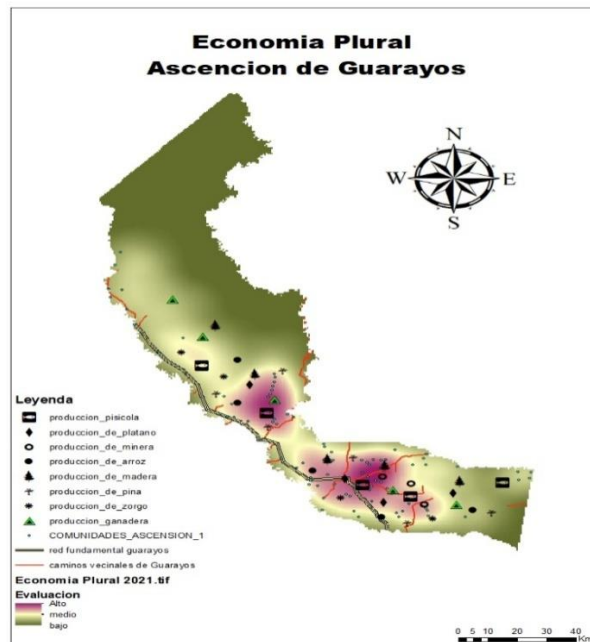 Economia Plural
Ascencion de Guarayos
N
W
E
S
Leyenda
produccion_pisicola
produccion_de_platano
produccion_de_minera
produccion_de_arroz
produccion_de_madera
produccion_de_pina
produccion_de_zorgo
produccion_ganadera
COMUNIDADES_ASCENSION_1
red fundamental guarayos
caminos vecinales de Guarayos
Economia Plural 2021.tif
Evaluacion
Alto
medio
bajo
0 5 10 20 30 40
Km